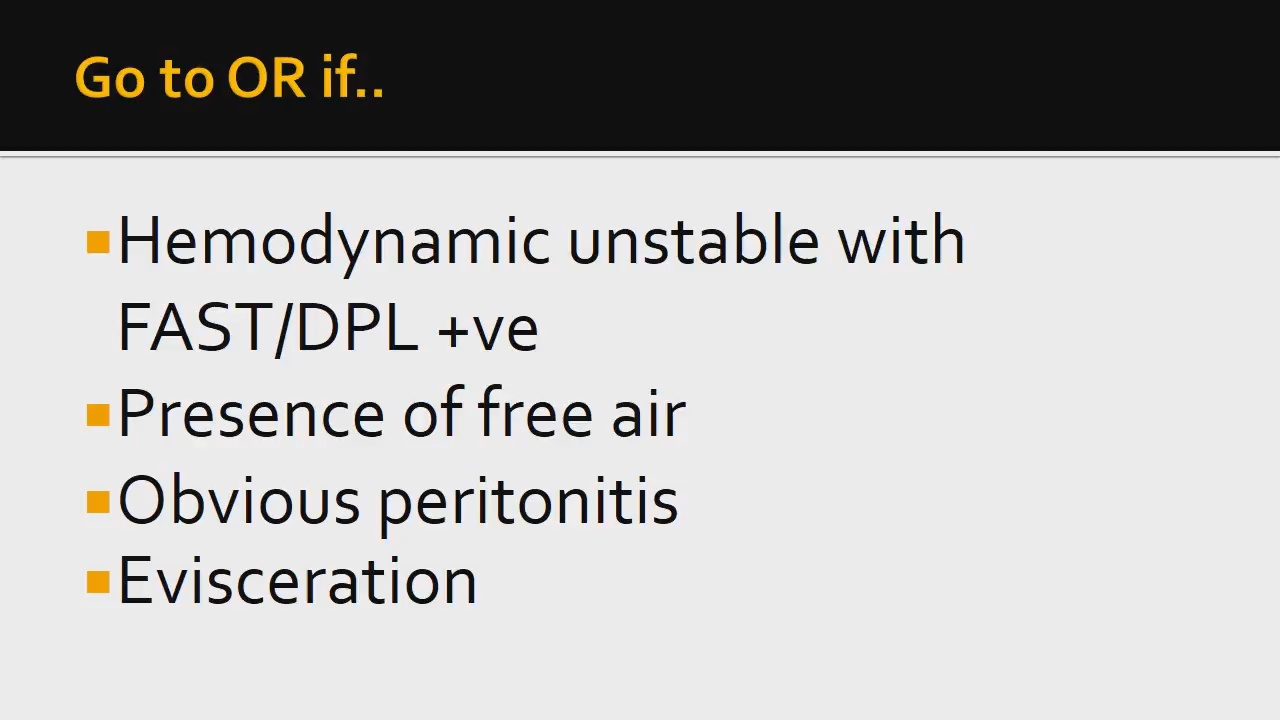 Go to OR if..
Hemodynamic unstable with
FAST/DPL +ve
Presence of free air
Obvious peritonitis
Evisceration